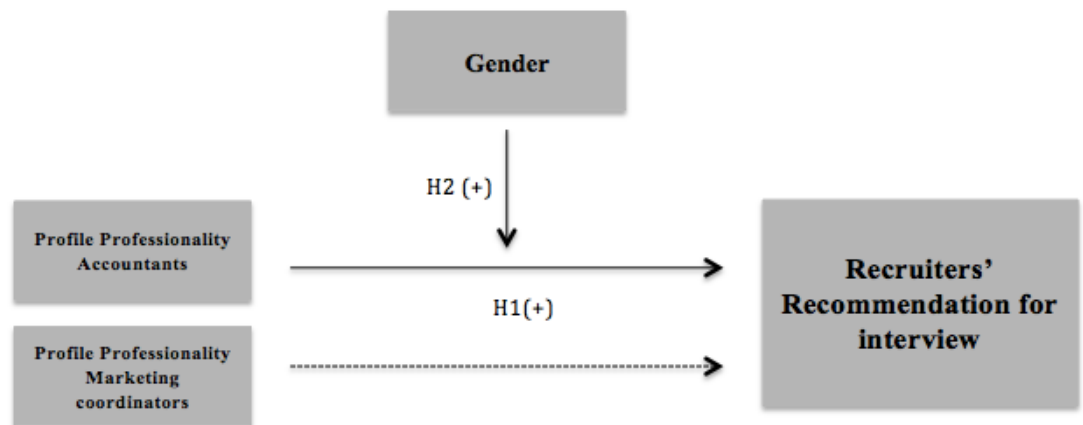 Gender
H2 (+)
Profile Professionality
Accountants
H1(+)
Profile Professionality
Marketing
coordinators
Recruiters’
Recommendation for
interview